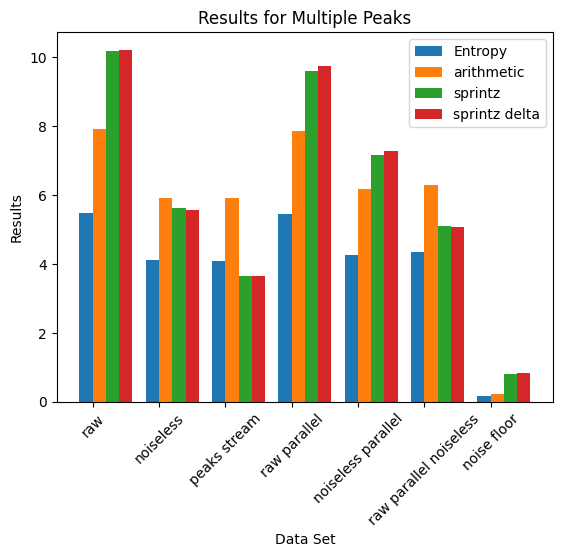 Results for Multiple Peaks
Entropy
arithmetic
sprintz
sprintz delta
Results
10
8
6
4
2
0
raw
noiseless
peaks stream
raw parallel
noiseless parallel
raw parallel noiseless
noise floor
Data Set